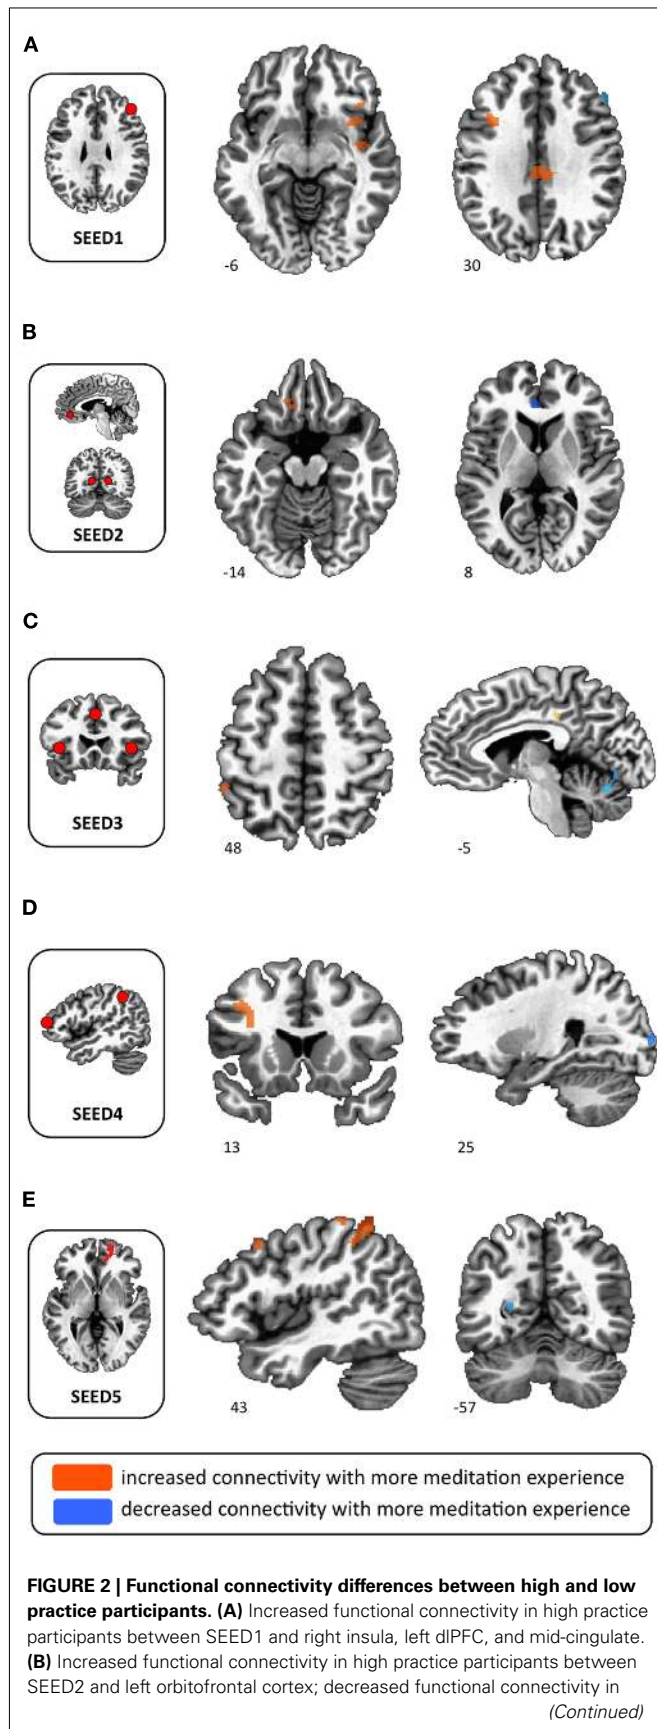 A
SEED1
-6
30
B
SEED2
-14
8
C
SEED3
48
-5
D
SEED4
13
25
E
SEED5
43
-57
increased connectivity with more meditation experience
decreased connectivity with more meditation experience
FIGURE 2 | Functional connectivity differences between high and low
practice participants. (A) Increased functional connectivity in high practice
participants between SEED1 and right insula, left dlPFC, and mid-cingulate.
(B) Increased functional connectivity in high practice participants between
SEED2 and left orbitofrontal cortex; decreased functional connectivity in
(Continued)